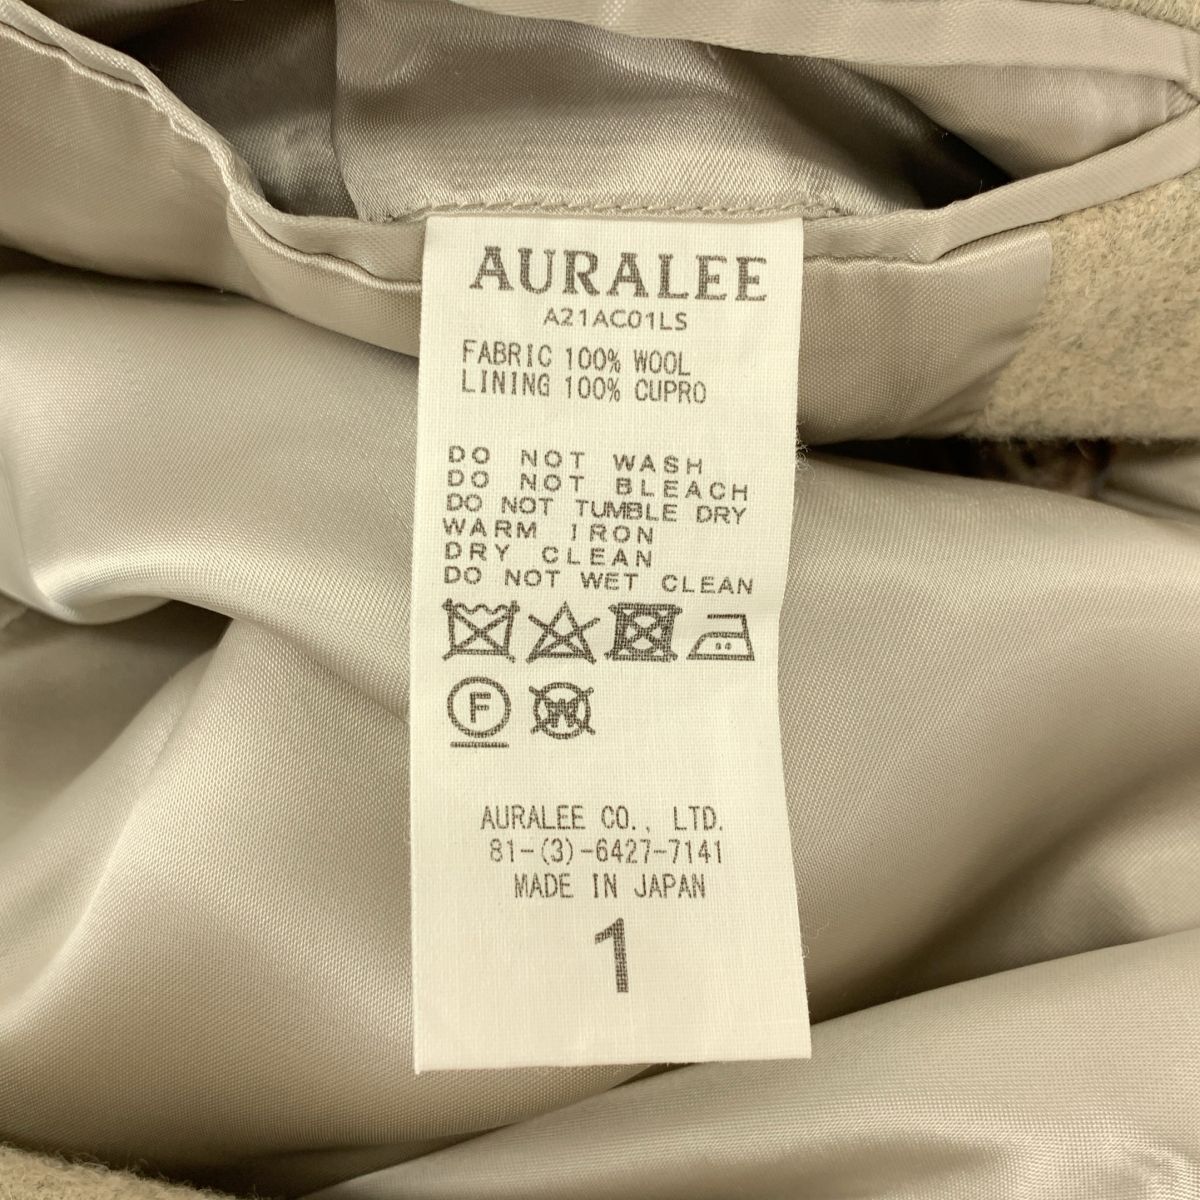 AURALEE
A21AC01LS
FABRIC 100% WOOL
LINING 100% CUPRO
DO NOT WASH
DO NOT BLEACH
DO NOT TUMBLE DRY
WARM IRON
DRY CLEAN
DO NOT WET CLEAN
F W
AURALEE CO., LTD.
81-(3)-6427-7141
MADE IN JAPAN
1